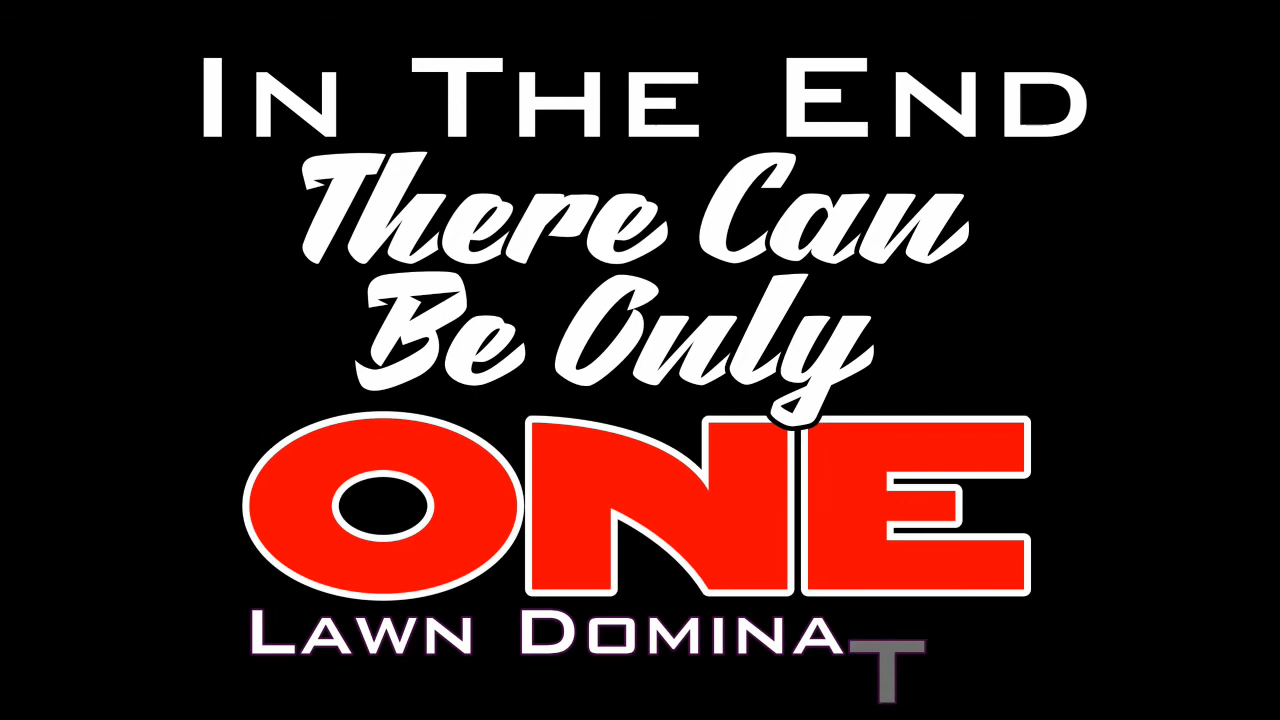 In The End
There Can
Be Only
ONE
Lawn Dominat